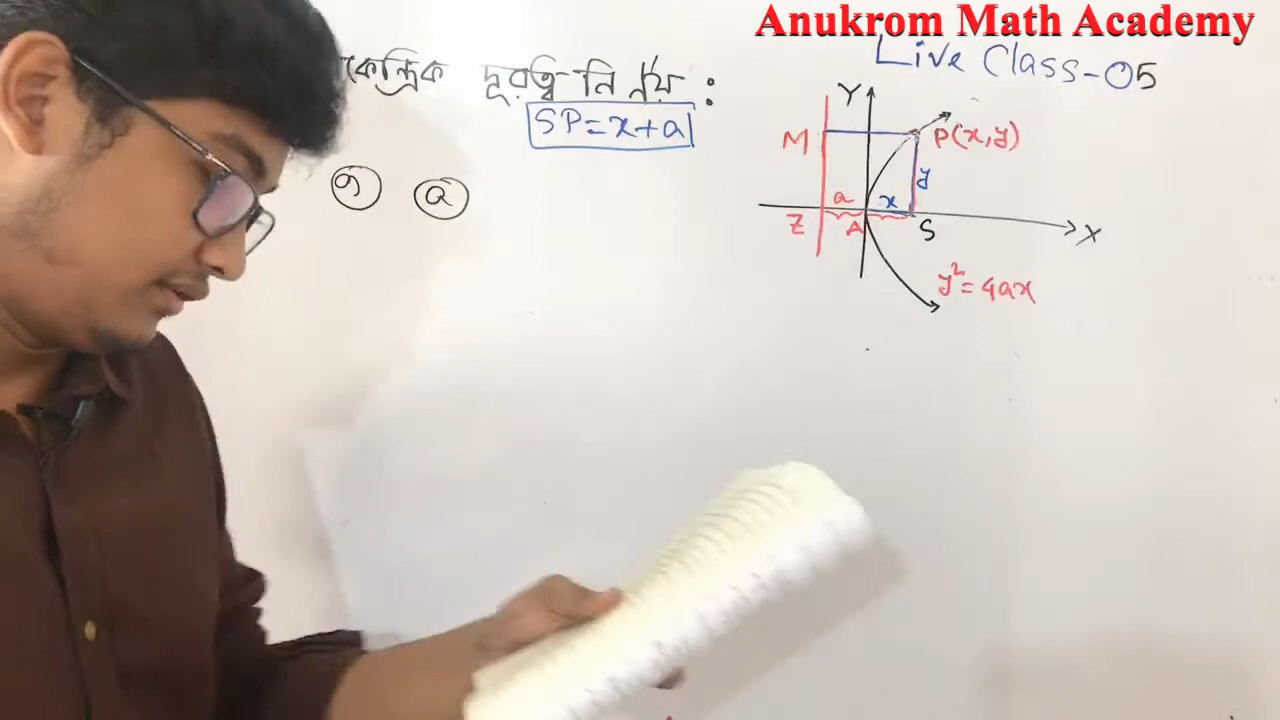 Anukrom Math Academy
Live Class-05
কেন্দ্রিক দূরত্ব নির্ণয় :
SP=x+a
Y
M
P(x,y)
y
a
x
Z
A
S
X
y²=4ax